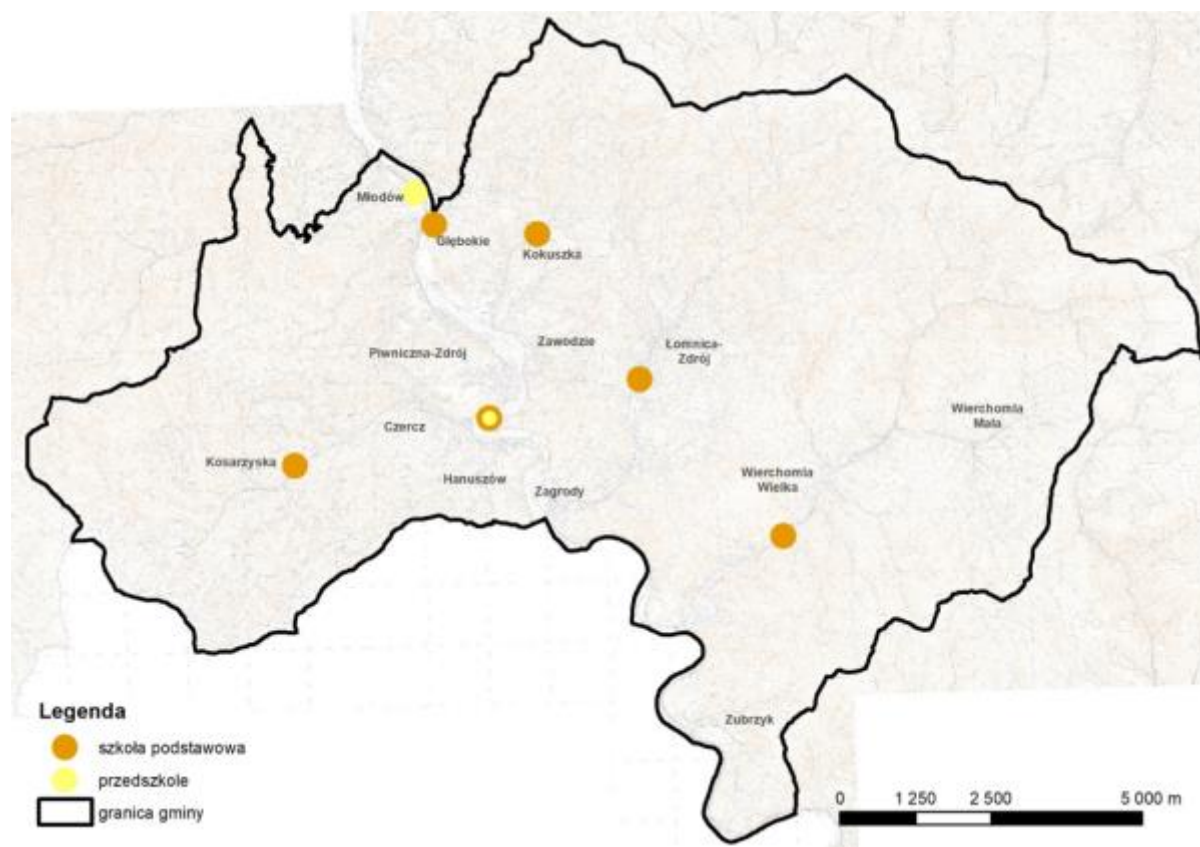 Młodów
Głębokie
Kokuszka
Zawodzie
Łomnica-
Zdrój
Piwniczna-Zdrój
Czercz
Wierchomla
Mała
Kosarzyska
Hanuszów
Zagrody
Wierchomla
Wielka
Zubrzyk
Legenda
szkoła podstawowa
przedszkole
granica gminy
0 1 250 2 500 5 000 m